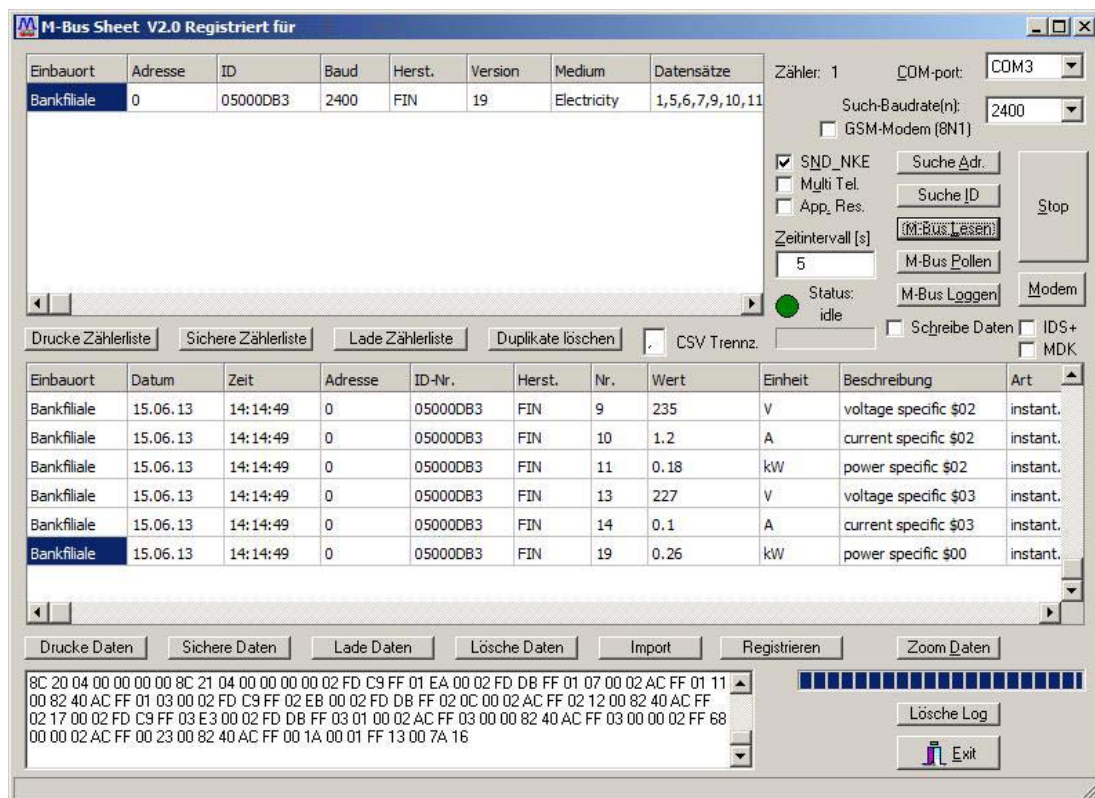 M-Bus Sheet V2.0 Registriert für
Einbauort Adresse ID Baud Herst. Version Medium Datensätze
Bankfiliale 0 05000DB3 2400 FIN 19 Electricity 1,5,6,7,9,10,11
Zähler: 1 COM-port: COM3
Such-Baudrate(n): 2400
GSM-Modem (8N1)
SND_NKE Suche Adr.
Multi Tel.
App. Res. Suche ID Stop
Zeitintervall [s] M-Bus Lesen
5 M-Bus Pollen
Status: M-Bus Loggen Modem
idle
Schreibe Daten IDS+
MDK
Drucke Zählerliste Sichere Zählerliste Lade Zählerliste Duplikate löschen , CSV Trennz.
Einbauort Datum Zeit Adresse ID-Nr. Herst. Nr. Wert Einheit Beschreibung Art
Bankfiliale 15.06.13 14:14:49 0 05000DB3 FIN 9 235 V voltage specific $02 instant.
Bankfiliale 15.06.13 14:14:49 0 05000DB3 FIN 10 1.2 A current specific $02 instant.
Bankfiliale 15.06.13 14:14:49 0 05000DB3 FIN 11 0.18 kW power specific $02 instant.
Bankfiliale 15.06.13 14:14:49 0 05000DB3 FIN 13 227 V voltage specific $03 instant.
Bankfiliale 15.06.13 14:14:49 0 05000DB3 FIN 14 0.1 A current specific $03 instant.
Bankfiliale 15.06.13 14:14:49 0 05000DB3 FIN 19 0.26 kW power specific $00 instant.
Drucke Daten Sichere Daten Lade Daten Lösche Daten Import Registrieren Zoom Daten
8C 20 04 00 00 00 00 8C 21 04 00 00 00 00 02 FD C9 FF 01 EA 00 02 FD DB FF 01 07 00 02 AC FF 01 11
00 82 40 AC FF 01 03 00 02 FD C9 FF 02 EB 00 02 FD DB FF 02 0C 00 02 AC FF 02 12 00 82 40 AC FF
02 17 00 02 FD C9 FF 03 E3 00 02 FD DB FF 03 01 00 02 AC FF 03 00 00 82 40 AC FF 03 00 00 02 FF 68
00 00 02 AC FF 00 23 00 82 40 AC FF 00 1A 00 01 FF 13 00 7A 16
Lösche Log
Exit